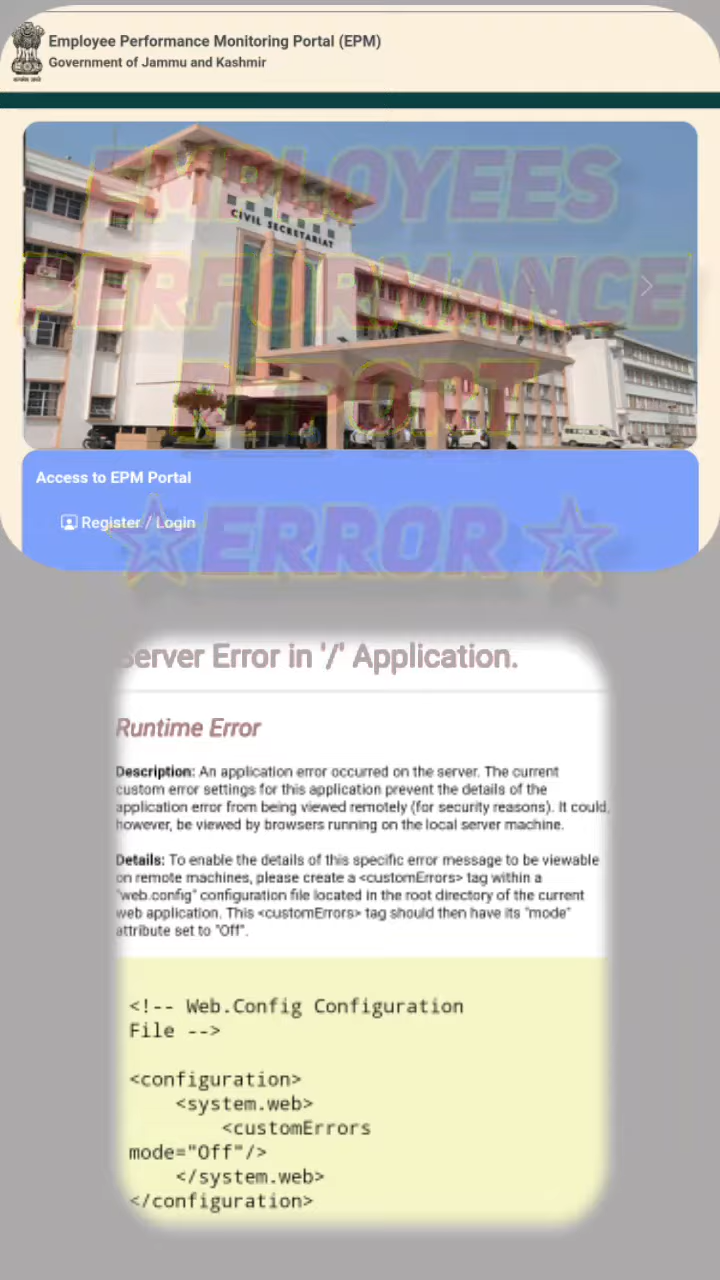 Employee Performance Monitoring Portal (EPM)
Government of Jammu and Kashmir
CIVIL SECRETARIAT
EMPLOYEES
PERFORMANCE
REPORT
Access to EPM Portal
Register / Login
☆ERROR☆
Server Error in '/' Application.
Runtime Error
Description: An application error occurred on the server. The current
custom error settings for this application prevent the details of the
application error from being viewed remotely (for security reasons). It could,
however, be viewed by browsers running on the local server machine.
Details: To enable the details of this specific error message to be viewable
on remote machines, please create a <customErrors> tag within a
"web.config" configuration file located in the root directory of the current
web application. This <customErrors> tag should then have its "mode"
attribute set to "Off".
<!-- Web.Config Configuration
File -->
<configuration>
    <system.web>
        <customErrors
mode="Off"/>
    </system.web>
</configuration>